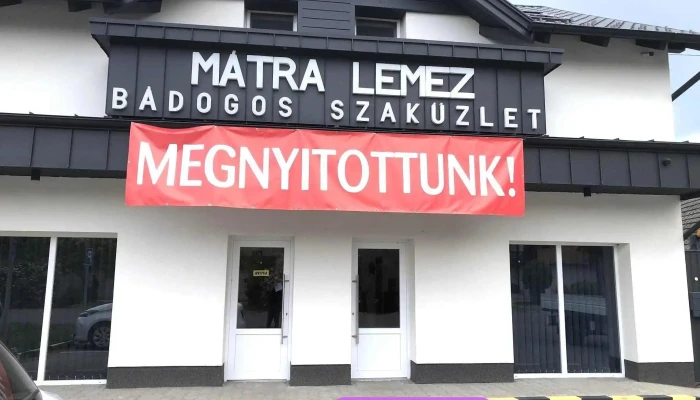 MÁTRA LEMEZ
BÁDOGOS SZAKÜZLET
MEGNYITOTTUNK!